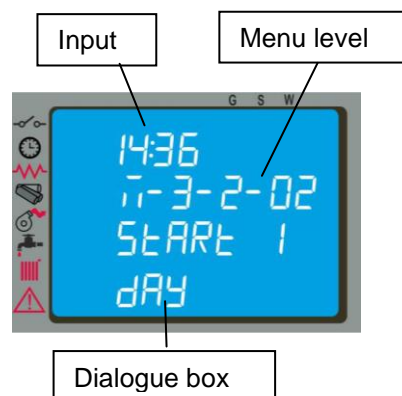 Input
Menu level
G S W
14:36
M-3-2-02
StARt 1
dAY
Dialogue box